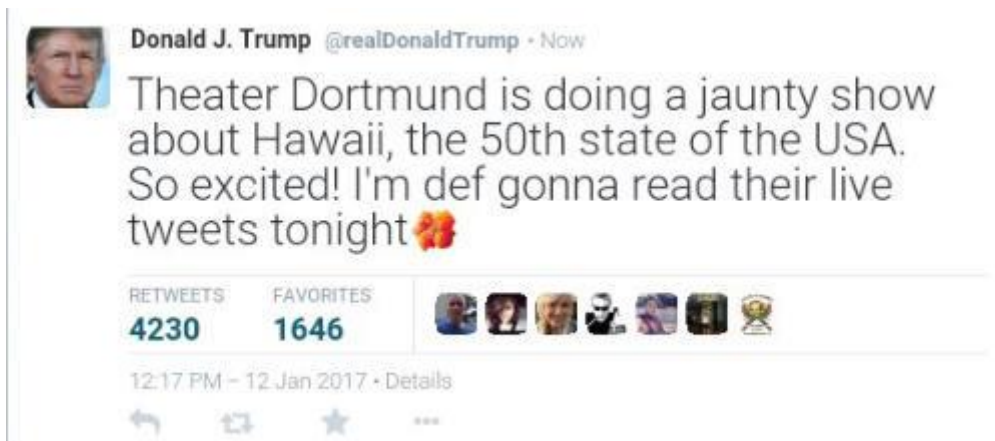 Donald J. Trump @realDonaldTrump · Now
Theater Dortmund is doing a jaunty show
about Hawaii, the 50th state of the USA.
So excited! I'm def gonna read their live
tweets tonight
RETWEETS FAVORITES
4230 1646
12:17 PM – 12 Jan 2017 · Details